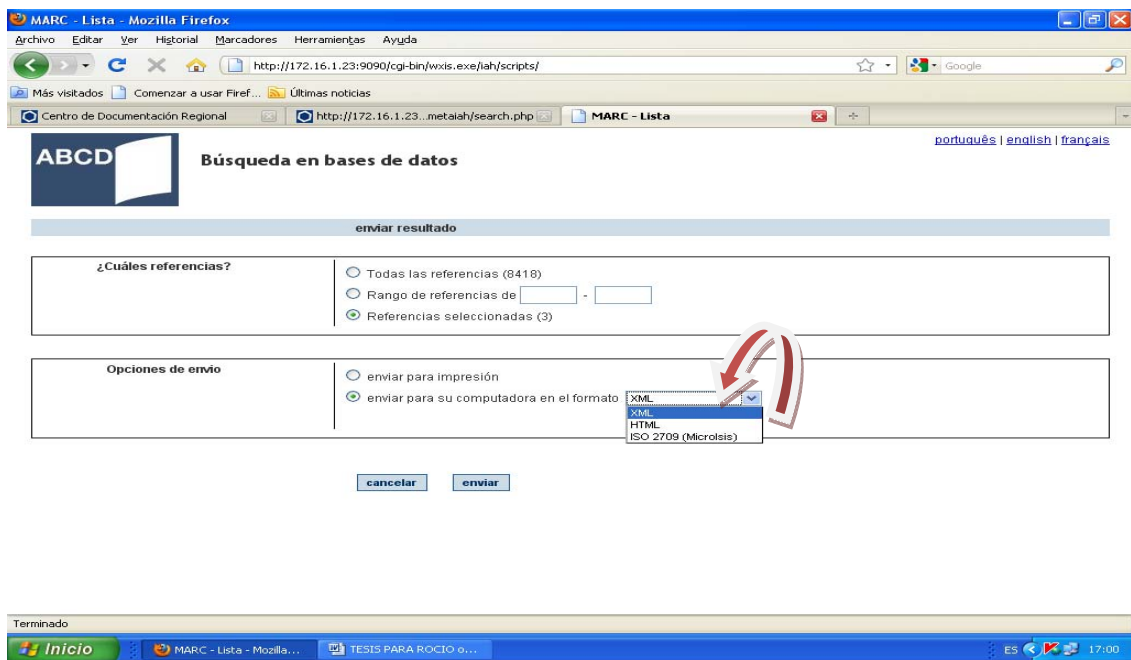 MARC - Lista - Mozilla Firefox
Archivo Editar Ver Historial Marcadores Herramientas Ayuda
http://172.16.1.23:9090/cgi-bin/wxis.exe/iah/scripts/ Google
Más visitados Comenzar a usar Firef... Últimas noticias
Centro de Documentación Regional http://172.16.1.23...metaiah/search.php MARC - Lista
português | english | français
ABCD Búsqueda en bases de datos
enviar resultado
¿Cuáles referencias?
Todas las referencias (8418)
Rango de referencias de -
Referencias seleccionadas (3)
Opciones de envio
enviar para impresión
enviar para su computadora en el formato XML
XML
HTML
ISO 2709 (MicroIsis)
cancelar enviar
Terminado
Inicio MARC - Lista - Mozilla... TESIS PARA ROCIO o... ES 17:00